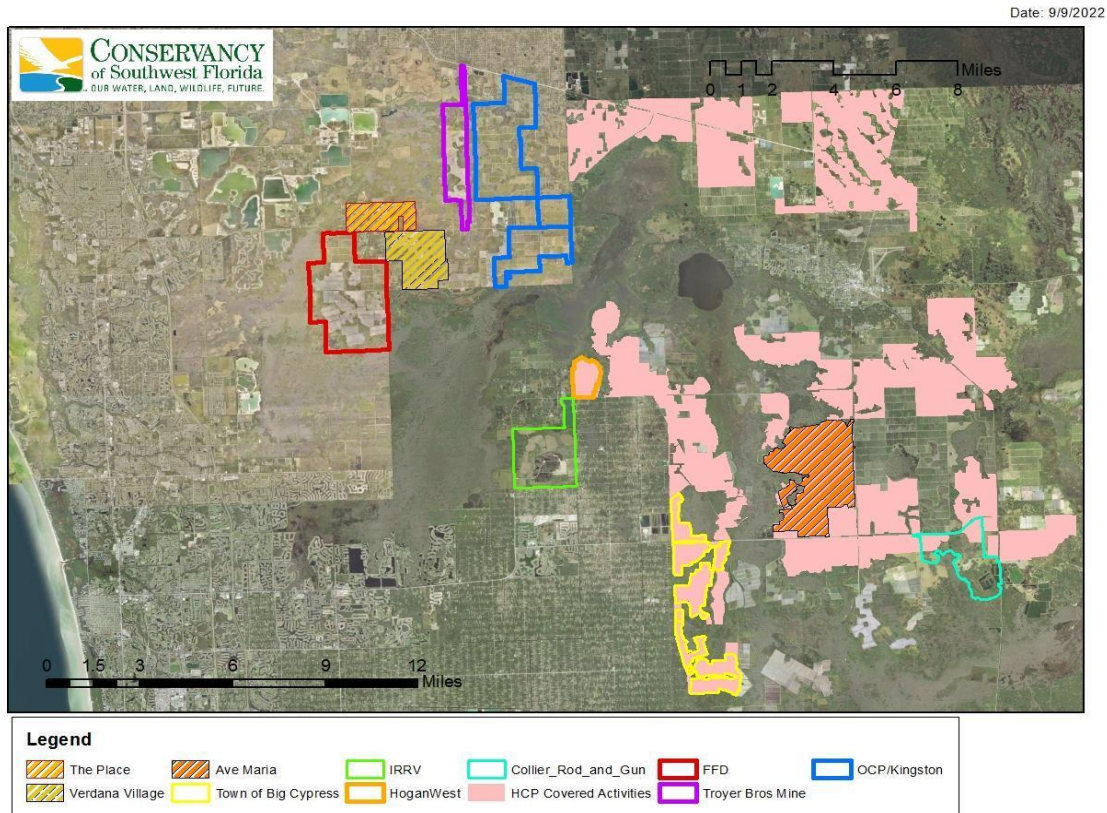 Date: 9/9/2022
CONSERVANCY
of Southwest Florida
OUR WATER, LAND, WILDLIFE, FUTURE.
Miles
0 1 2 4 6 8
0 1.5 3 6 9 12
Miles
Legend
The Place Ave Maria IRRV Collier_Rod_and_Gun FFD OCP/Kingston
Verdana Village Town of Big Cypress HoganWest HCP Covered Activities Troyer Bros Mine